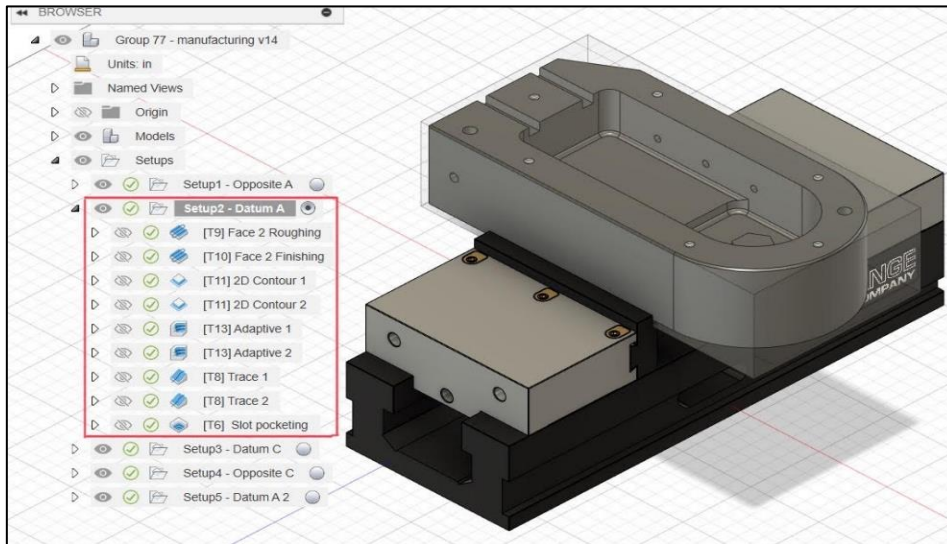 BROWSER
Group 77 - manufacturing v14
Units: in
Named Views
Origin
Models
Setups
Setup1 - Opposite A
Setup2 - Datum A
[T9] Face 2 Roughing
[T10] Face 2 Finishing
[T11] 2D Contour 1
[T11] 2D Contour 2
[T13] Adaptive 1
[T13] Adaptive 2
[T8] Trace 1
[T8] Trace 2
[T6] Slot pocketing
Setup3 - Datum C
Setup4 - Opposite C
Setup5 - Datum A 2
ANGE
COMPANY